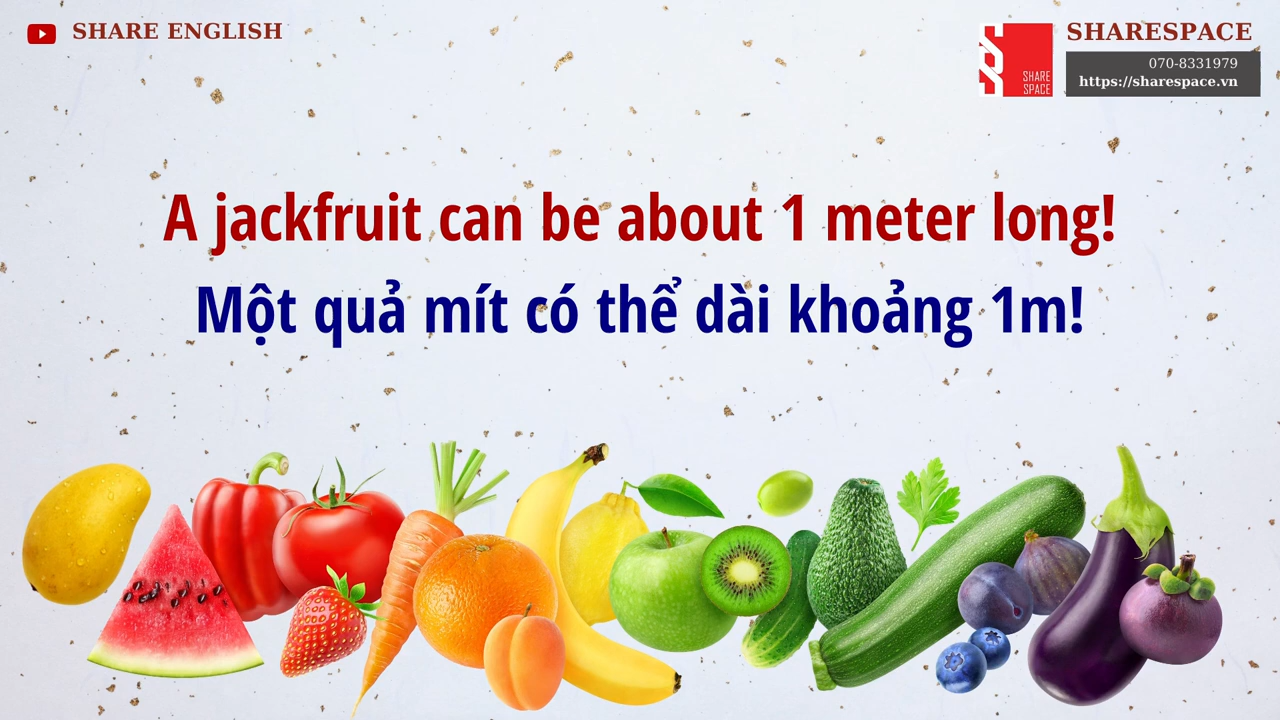 SHARE ENGLISH
SHARE
SPACE
SHARESPACE
070-8331979
https://sharespace.vn
A jackfruit can be about 1 meter long!
Một quả mít có thể dài khoảng 1m!